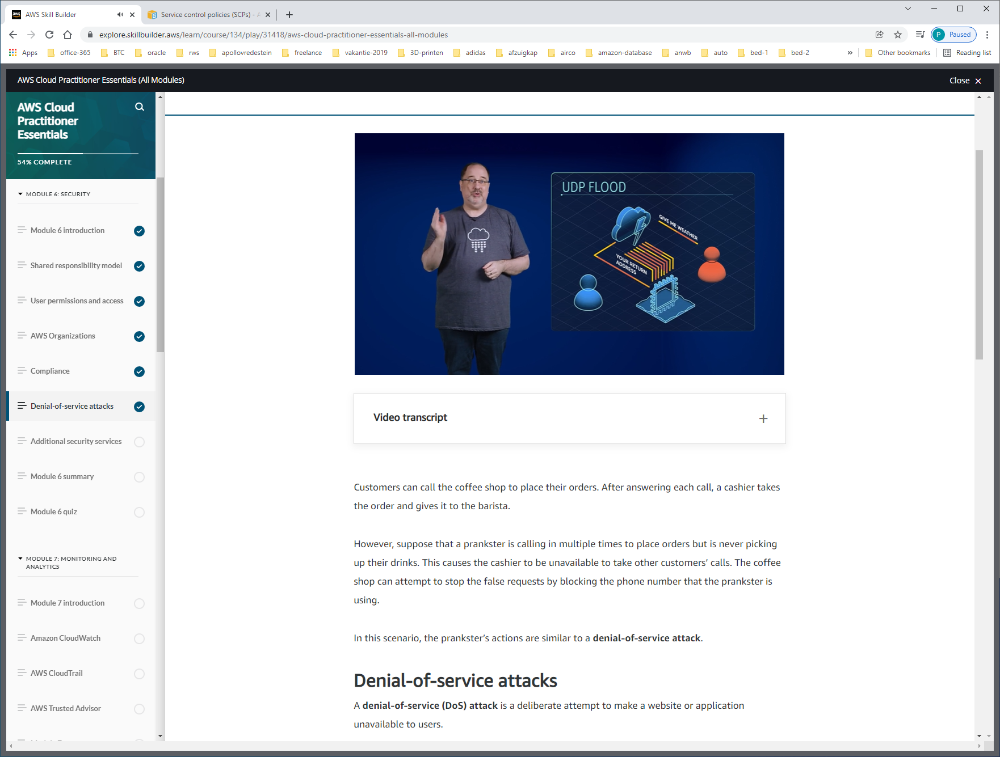 aws
AWS Skill Builder
Service control policies (SCPs) - A
explore.skillbuilder.aws/learn/course/134/play/31418/aws-cloud-practitioner-essentials-all-modules
P
Paused
Apps
office-365
BTC
oracle
rws
apollovredestein
freelance
vakantie-2019
3D-printen
adidas
afzuigkap
airco
amazon-database
anwb
auto
bed-1
bed-2
»
Other bookmarks
Reading list
AWS Cloud Practitioner Essentials (All Modules)
Close
AWS Cloud
Practitioner
Essentials
54% COMPLETE
MODULE 6: SECURITY
Module 6 introduction
Shared responsibility model
User permissions and access
AWS Organizations
Compliance
Denial-of-service attacks
Additional security services
Module 6 summary
Module 6 quiz
MODULE 7: MONITORING AND
ANALYTICS
Module 7 introduction
Amazon CloudWatch
AWS CloudTrail
AWS Trusted Advisor
UDP FLOOD
GIVE ME WEATHER
YOUR RETURN
ADDRESS
Video transcript
Customers can call the coffee shop to place their orders. After answering each call, a cashier takes
the order and gives it to the barista.
However, suppose that a prankster is calling in multiple times to place orders but is never picking
up their drinks. This causes the cashier to be unavailable to take other customers’ calls. The coffee
shop can attempt to stop the false requests by blocking the phone number that the prankster is
using.
In this scenario, the prankster’s actions are similar to a denial-of-service attack.
Denial-of-service attacks
A denial-of-service (DoS) attack is a deliberate attempt to make a website or application
unavailable to users.